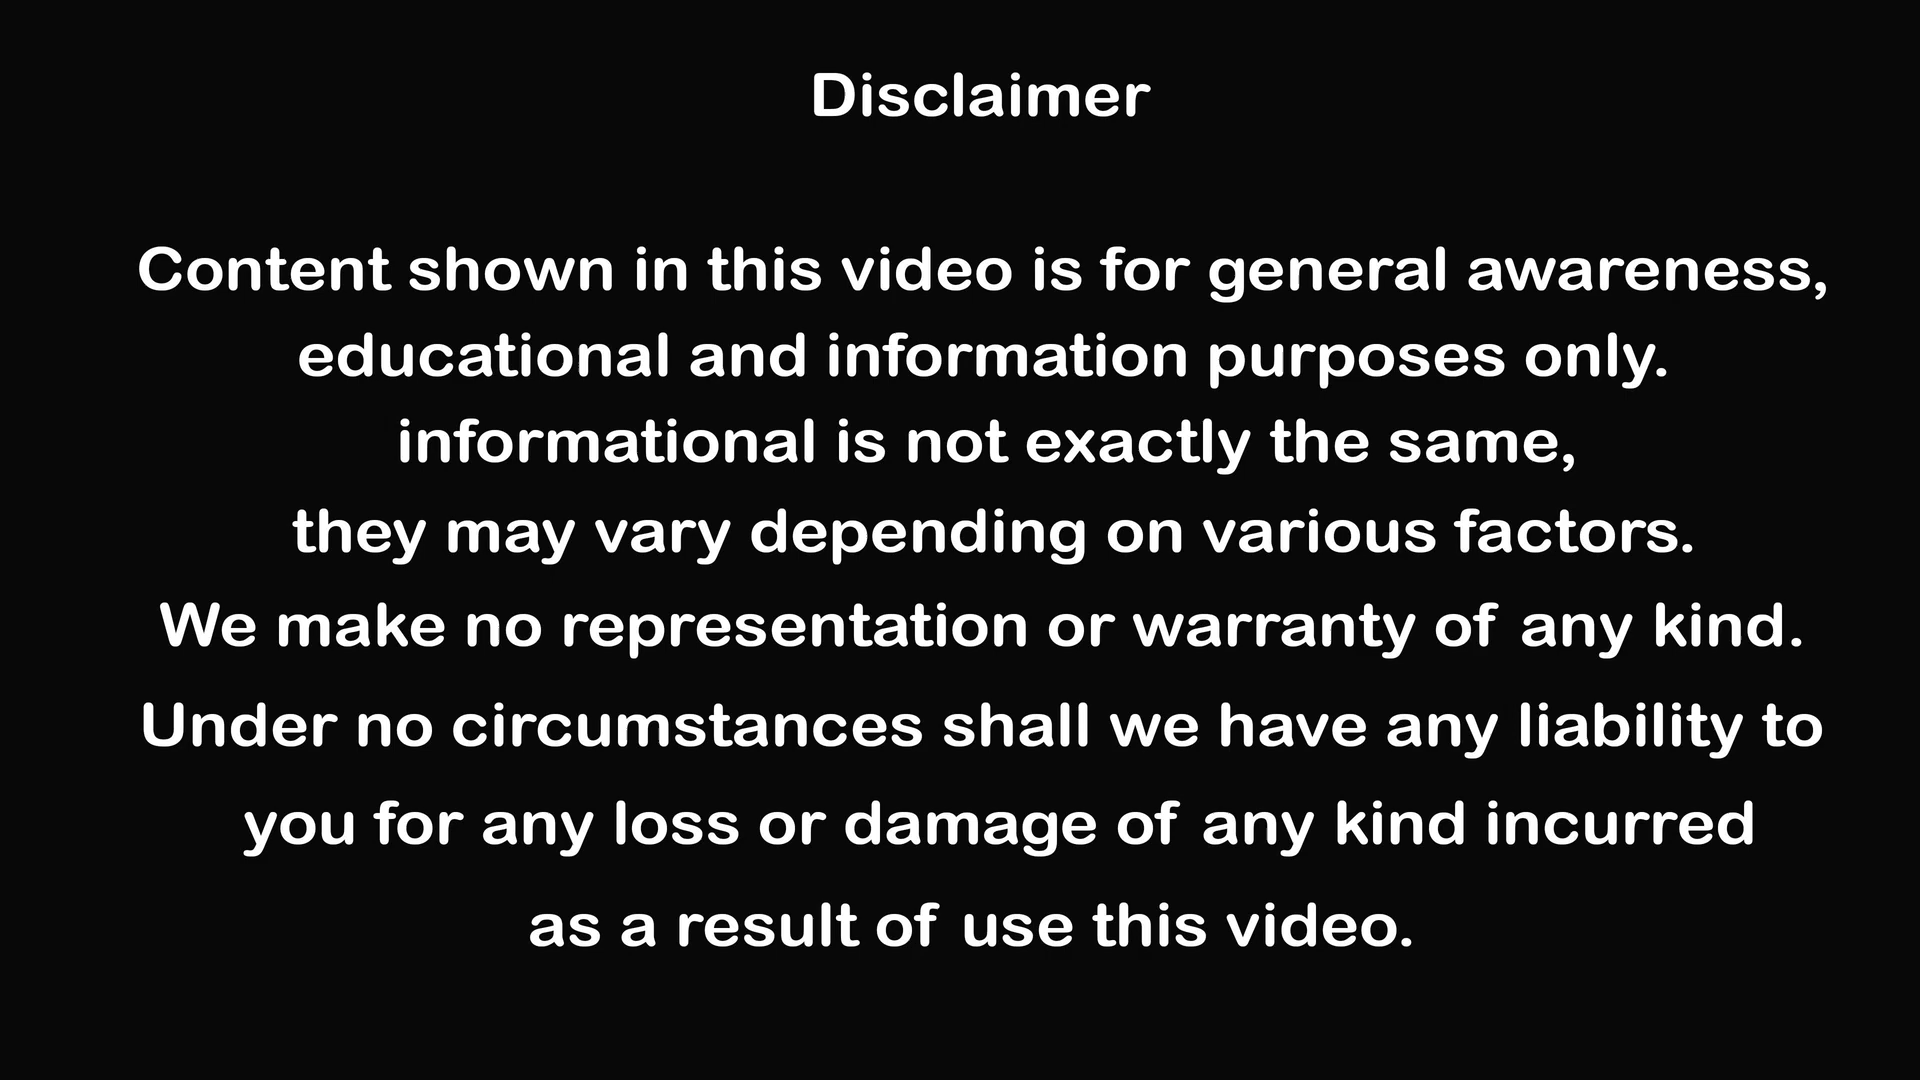 Disclaimer
Content shown in this video is for general awareness,
educational and information purposes only.
informational is not exactly the same,
they may vary depending on various factors.
We make no representation or warranty of any kind.
Under no circumstances shall we have any liability to
you for any loss or damage of any kind incurred
as a result of use this video.